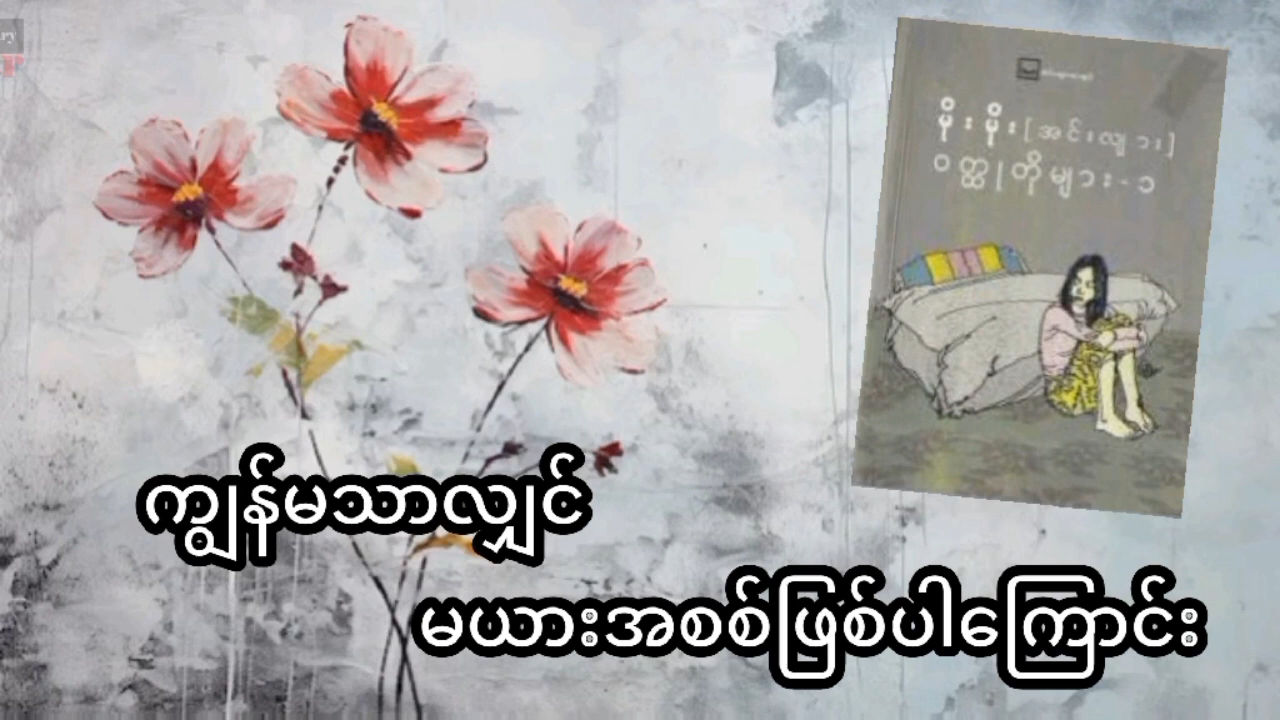 မိုးမိုး[အင်းလျား]
ဝတ္ထုတိုများ-၁
ကျွန်မသာလျှင်
မယားအစစ်ဖြစ်ပါကြောင်း